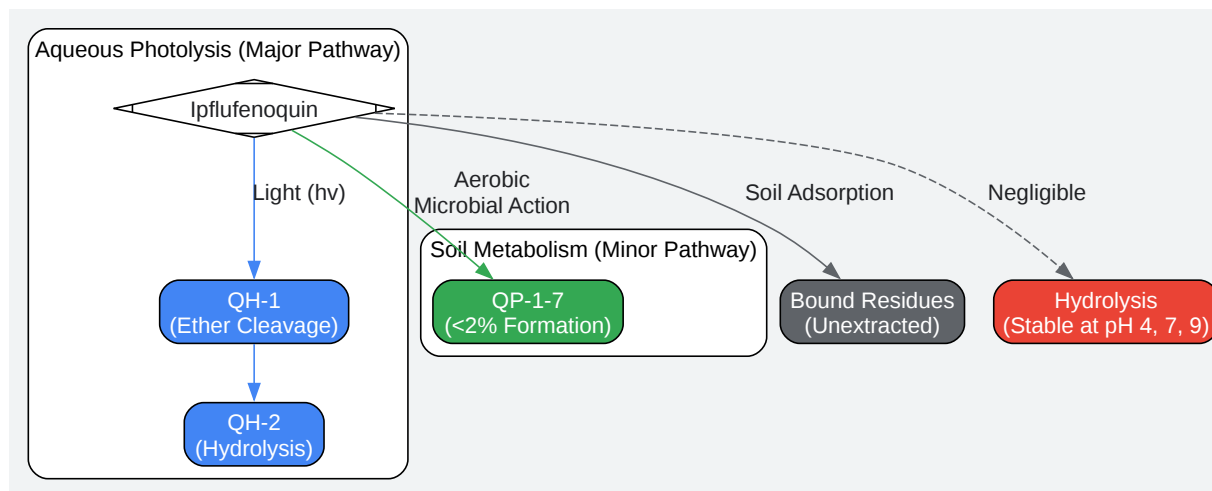 Aqueous Photolysis (Major Pathway)
Ipflufenoquin
Light (hv)
Aerobic
Microbial Action
Soil Adsorption
Negligible
Soil Metabolism (Minor Pathway)
QH-1
(Ether Cleavage)
QP-1-7
(<2% Formation)
Bound Residues
(Unextracted)
Hydrolysis
(Stable at pH 4, 7, 9)
QH-2
(Hydrolysis)